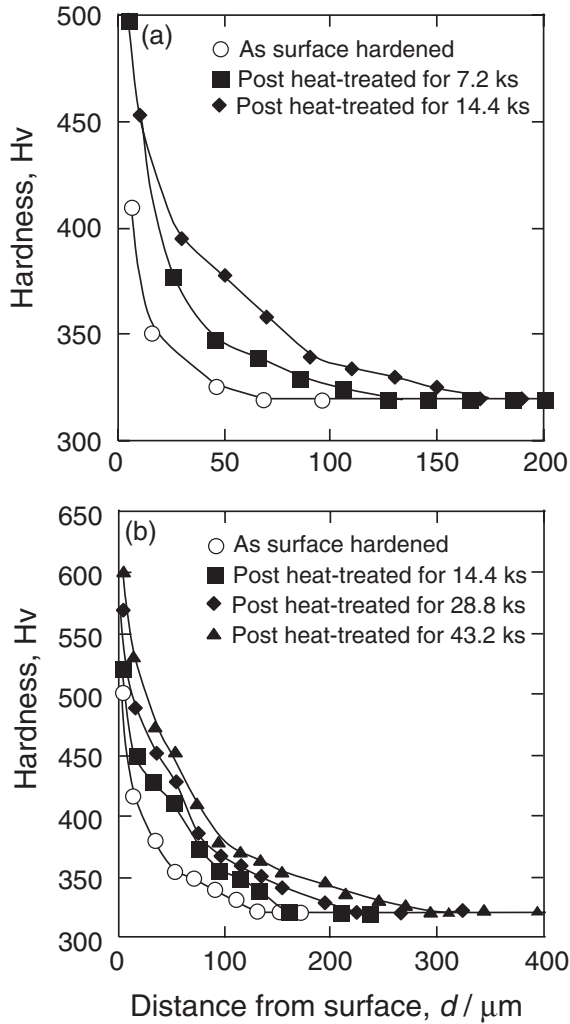 500
(a)
As surface hardened
Post heat-treated for 7.2 ks
Post heat-treated for 14.4 ks
450
400
350
300
Hardness, Hv
0 50 100 150 200
650
(b)
As surface hardened
Post heat-treated for 14.4 ks
Post heat-treated for 28.8 ks
Post heat-treated for 43.2 ks
600
550
500
450
400
350
300
Hardness, Hv
0 100 200 300 400
Distance from surface, d / μm